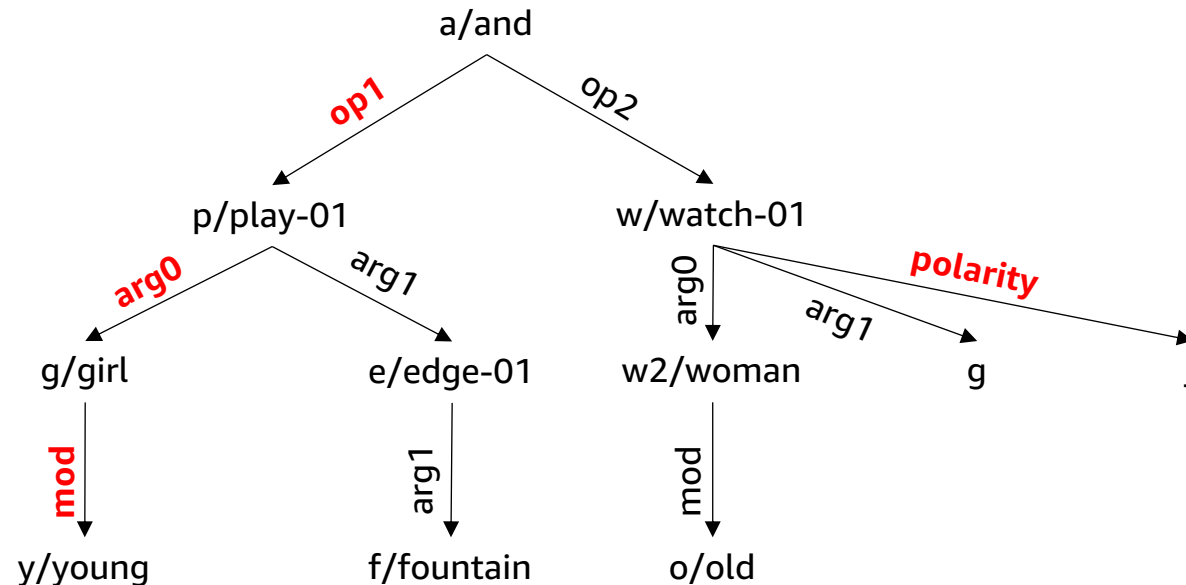 a/and
op1
op2
p/play-01
w/watch-01
arg0
arg1
arg0
arg1
polarity
g/girl
e/edge-01
w2/woman
g
mod
arg1
mod
y/young
f/fountain
o/old